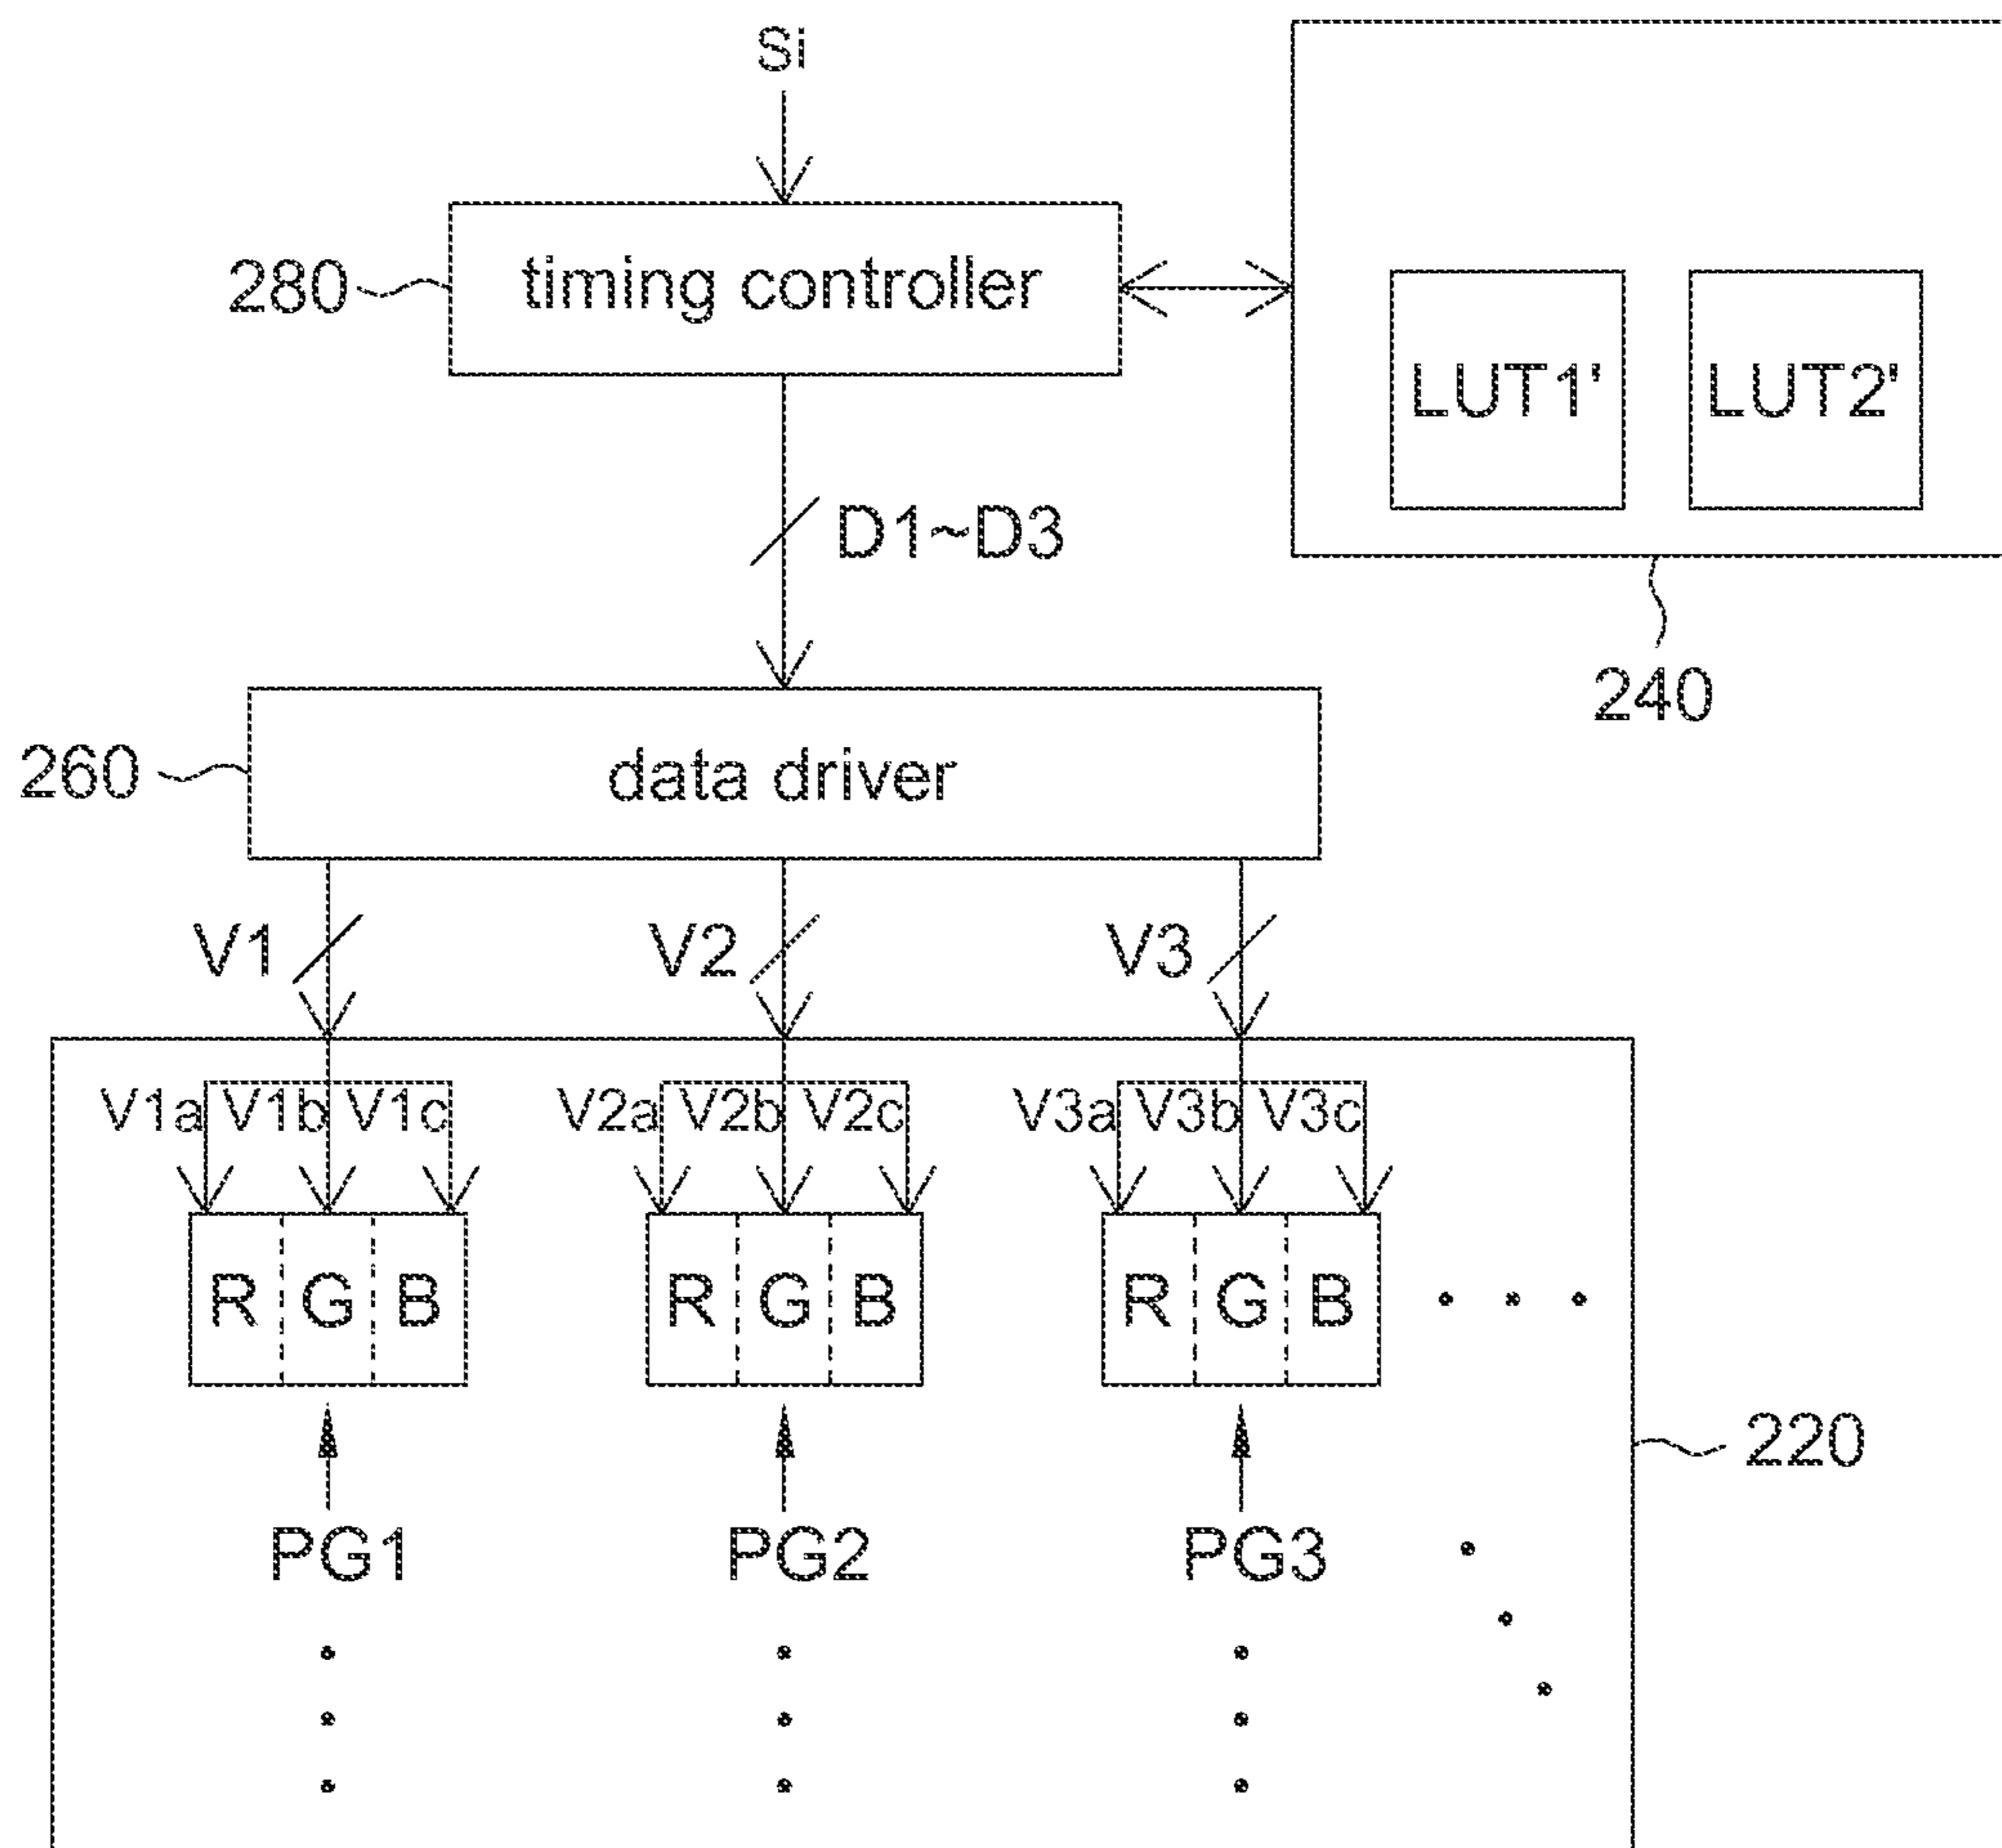 Si
280
timing controller
LUT1'
LUT2'
D1~D3
240
260
data driver
V1
V2
V3
V1a
V1b
V1c
V2a
V2b
V2c
V3a
V3b
V3c
R G B
R G B
R G B
220
PG1
PG2
PG3